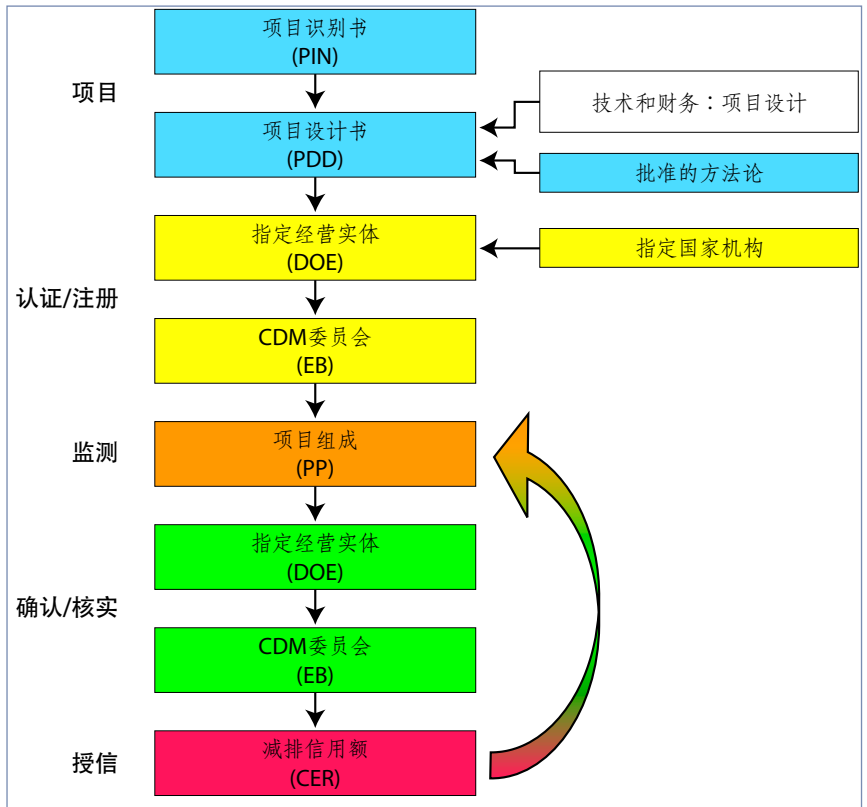 项目识别书
(PIN)
项目
技术和财务：项目设计
项目设计书
(PDD)
批准的方法论
指定经营实体
(DOE)
指定国家机构
认证/注册
CDM委员会
(EB)
监测
项目组成
(PP)
指定经营实体
(DOE)
确认/核实
CDM委员会
(EB)
授信
减排信用额
(CER)